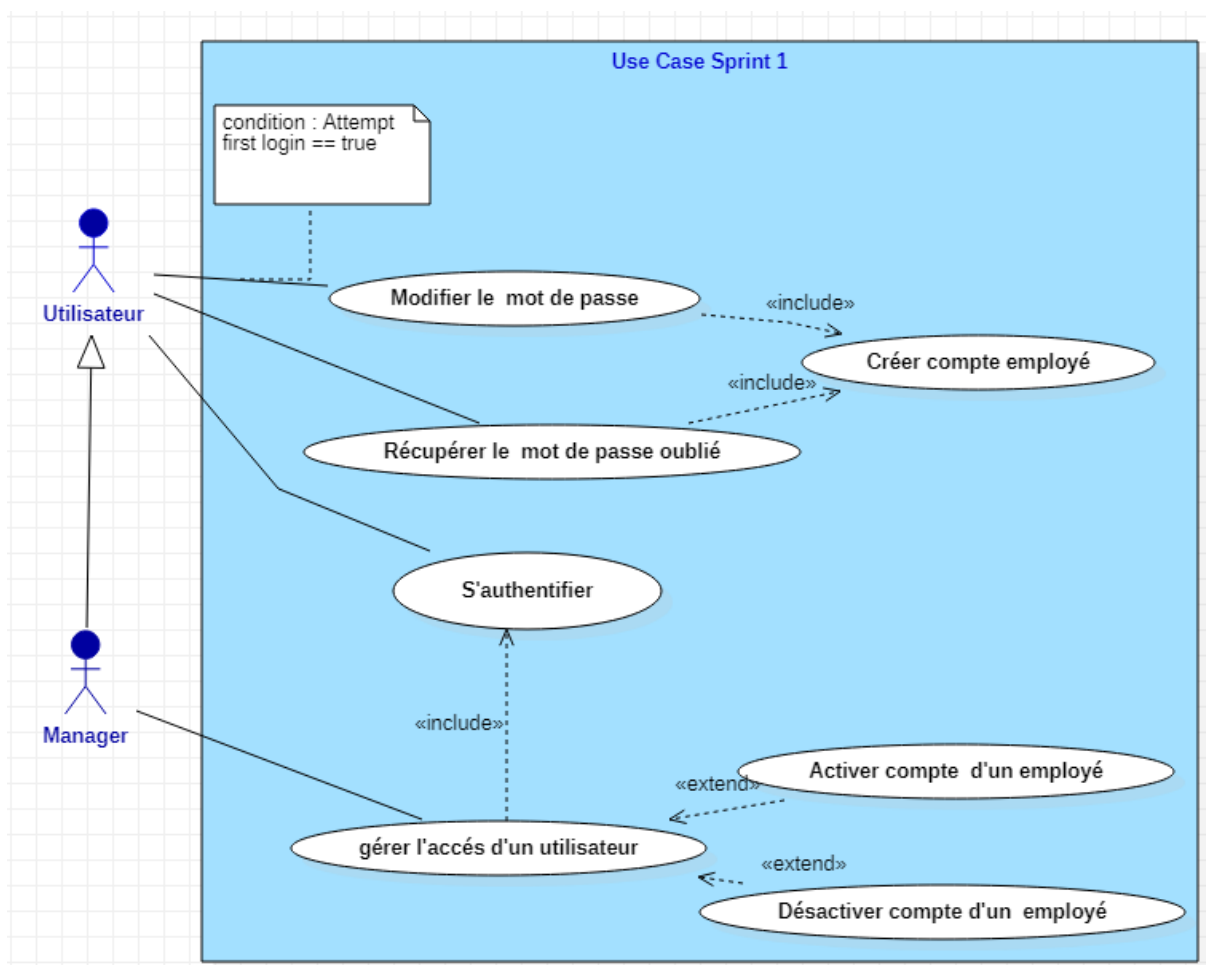 Use Case Sprint 1
condition : Attempt
first login == true
Utilisateur
Modifier le mot de passe
«include»
Créer compte employé
«include»
Récupérer le mot de passe oublié
S'authentifier
Manager
«include»
Activer compte d'un employé
«extend»
gérer l'accés d'un utilisateur
«extend»
Désactiver compte d'un employé